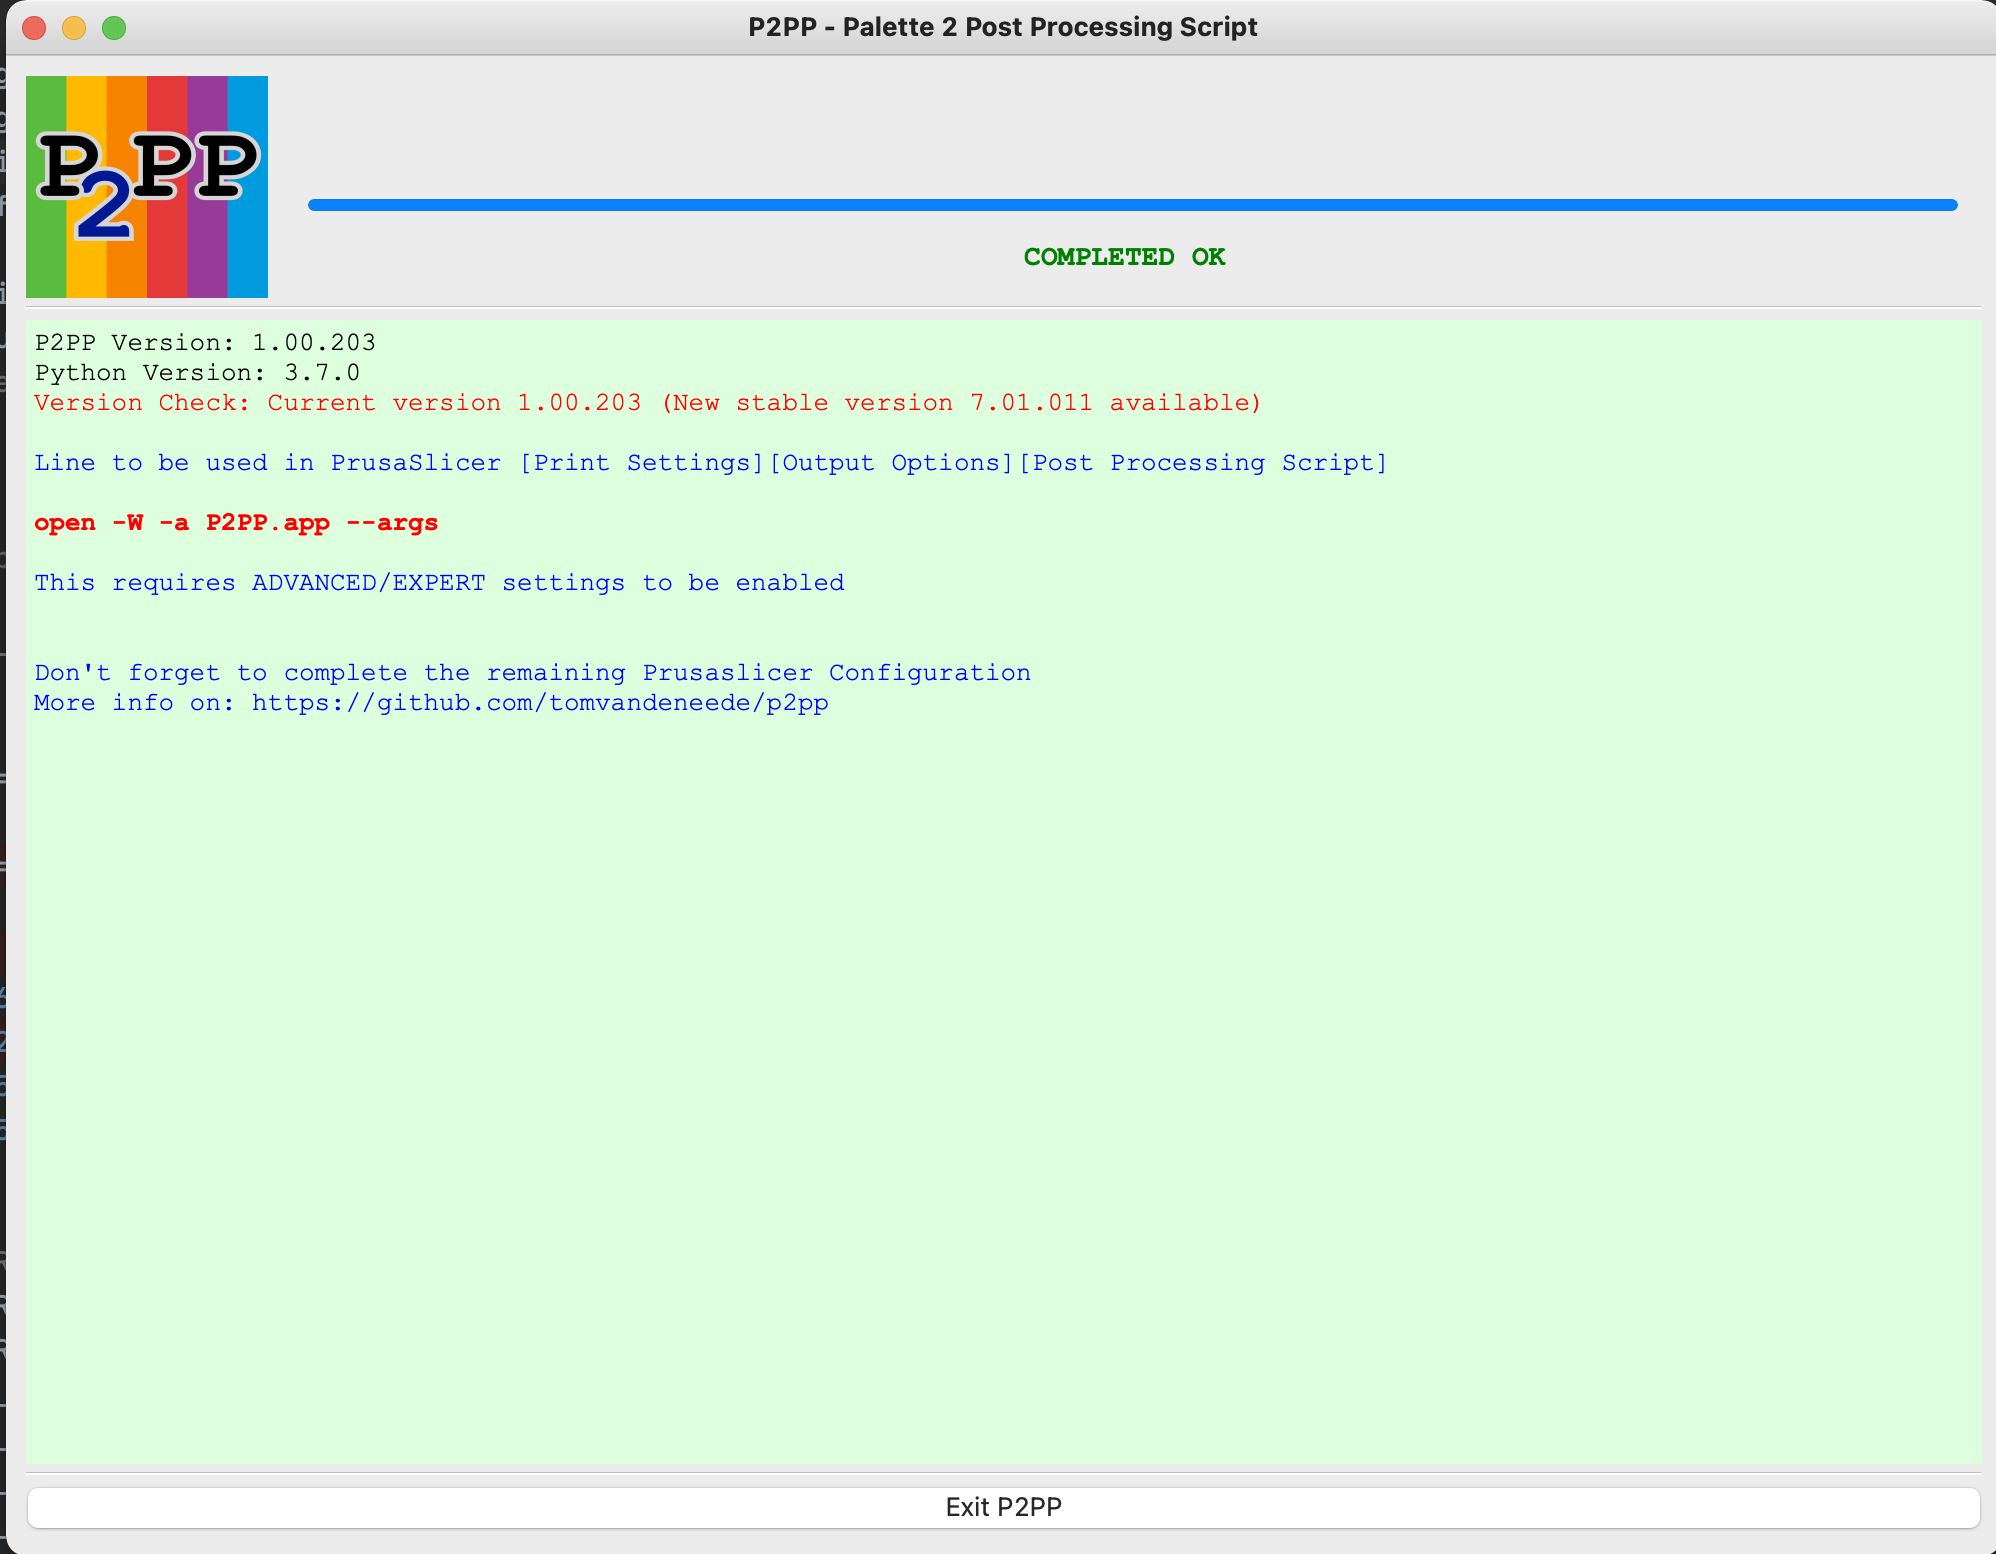 P2PP - Palette 2 Post Processing Script
P2PP
COMPLETED OK
P2PP Version: 1.00.203
Python Version: 3.7.0
Version Check: Current version 1.00.203 (New stable version 7.01.011 available)
Line to be used in PrusaSlicer [Print Settings][Output Options][Post Processing Script]
open -W -a P2PP.app --args
This requires ADVANCED/EXPERT settings to be enabled
Don't forget to complete the remaining Prusaslicer Configuration
More info on: https://github.com/tomvandeneede/p2pp
Exit P2PP